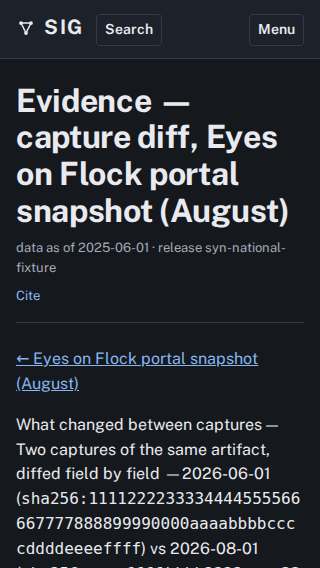 SIG
Search
Menu
Evidence —
capture diff, Eyes
on Flock portal
snapshot (August)
data as of 2025-06-01 · release syn-national-
fixture
Cite
← Eyes on Flock portal snapshot
(August)
What changed between captures —
Two captures of the same artifact,
diffed field by field — 2026-06-01
(sha256:11112222333344445555666
667777888899990000aaaabbbbccc
cddddeeeeffff) vs 2026-08-01